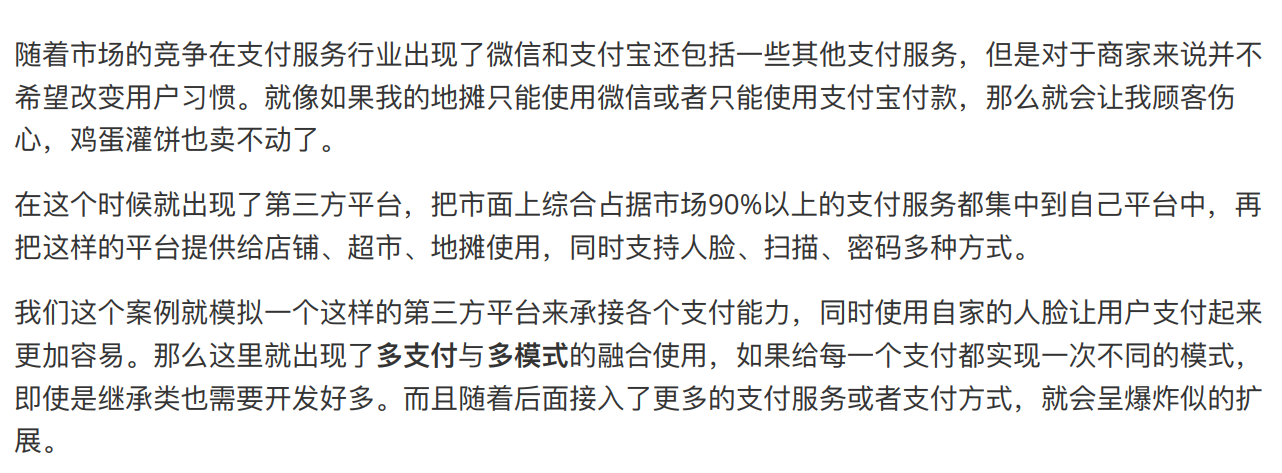 随着市场的竞争在支付服务行业出现了微信和支付宝还包括一些其他支付服务，但是对于商家来说并不
希望改变用户习惯。就像如果我的地摊只能使用微信或者只能使用支付宝付款，那么就会让我顾客伤
心，鸡蛋灌饼也卖不动了。
在这个时候就出现了第三方平台，把市面上综合占据市场90%以上的支付服务都集中到自己平台中，再
把这样的平台提供给店铺、超市、地摊使用，同时支持人脸、扫描、密码多种方式。
我们这个案例就模拟一个这样的第三方平台来承接各个支付能力，同时使用自家的人脸让用户支付起来
更加容易。那么这里就出现了多支付与多模式的融合使用，如果给每一个支付都实现一次不同的模式，
即使是继承类也需要开发好多。而且随着后面接入了更多的支付服务或者支付方式，就会呈爆炸似的扩
展。